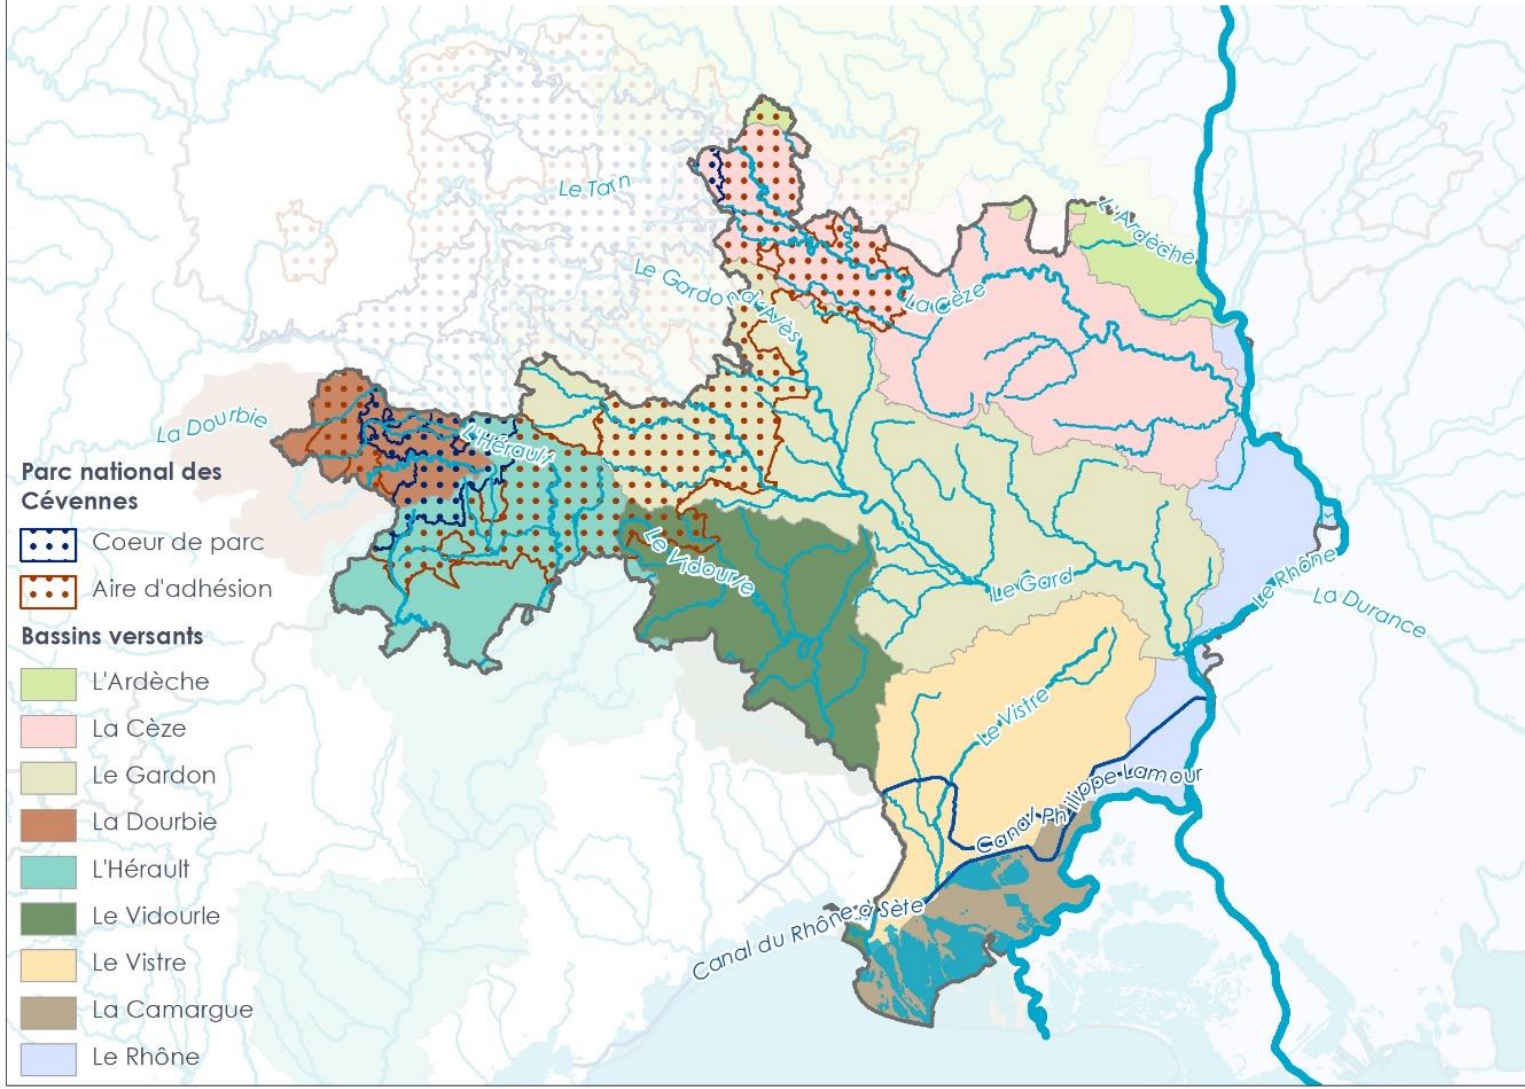 Le Tarn
L'Ardèche
Le Gardon d'Alès
La Cèze
La Dourbie
L'Hérault
Le Vidourle
Le Gard
Le Rhône
La Durance
Le Vistre
Canal Philippe Lamour
Canal du Rhône à Sète
Parc national des
Cévennes
Coeur de parc
Aire d'adhésion
Bassins versants
L'Ardèche
La Cèze
Le Gardon
La Dourbie
L'Hérault
Le Vidourle
Le Vistre
La Camargue
Le Rhône